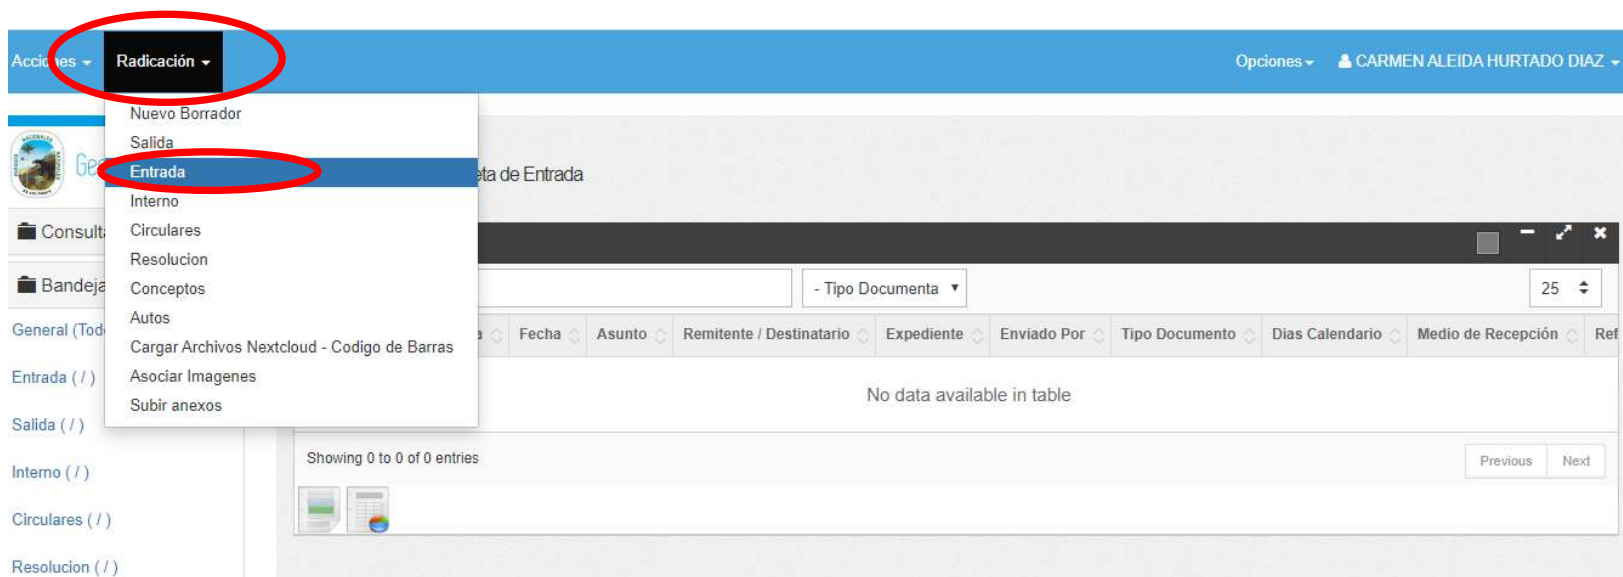 Acciones Radicación Opciones CARMEN ALEIDA HURTADO DIAZ
Nuevo Borrador
Salida
Entrada
Interno
Circulares
Resolucion
Conceptos
Autos
Cargar Archivos Nextcloud - Codigo de Barras
Asociar Imagenes
Subir anexos
de Entrada
- Tipo Documenta 25
Fecha Asunto Remitente / Destinatario Expediente Enviado Por Tipo Documento Dias Calendario Medio de Recepción Ref
No data available in table
Showing 0 to 0 of 0 entries Previous Next
Consulta
Bandeja
General (Tod
Entrada ( / )
Salida ( / )
Interno ( / )
Circulares ( / )
Resolucion ( / )